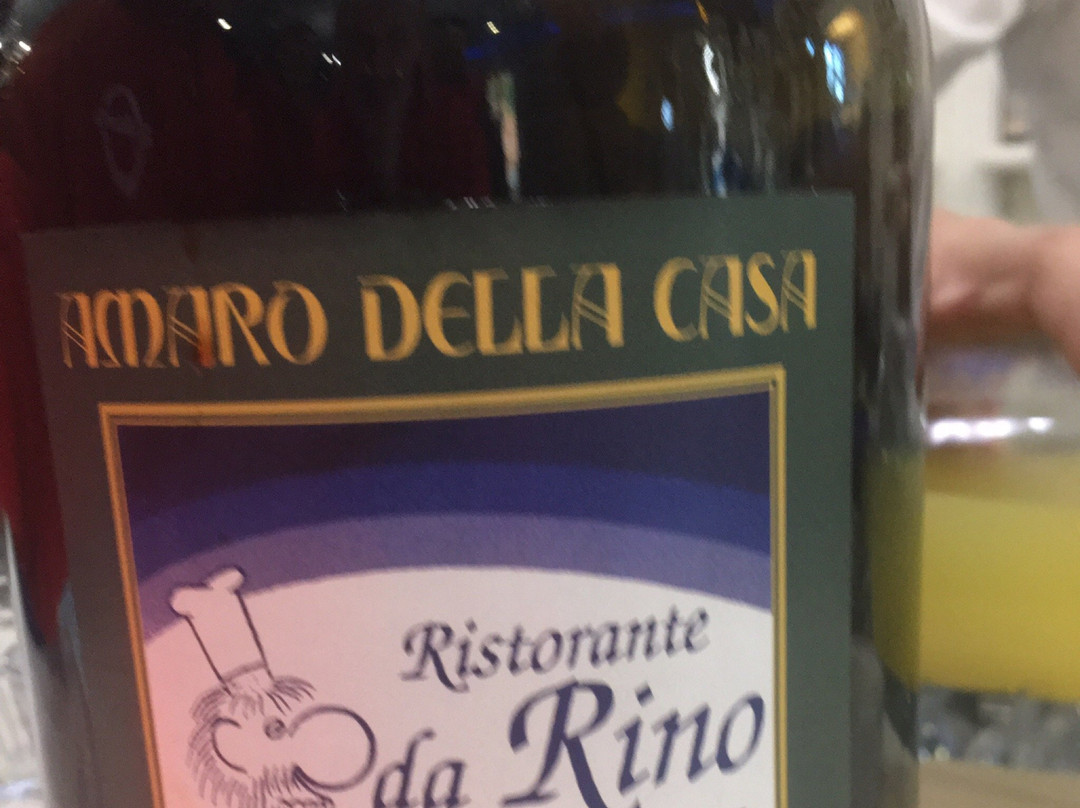 AMARO DELLA CASA
Ristorante
da Rino